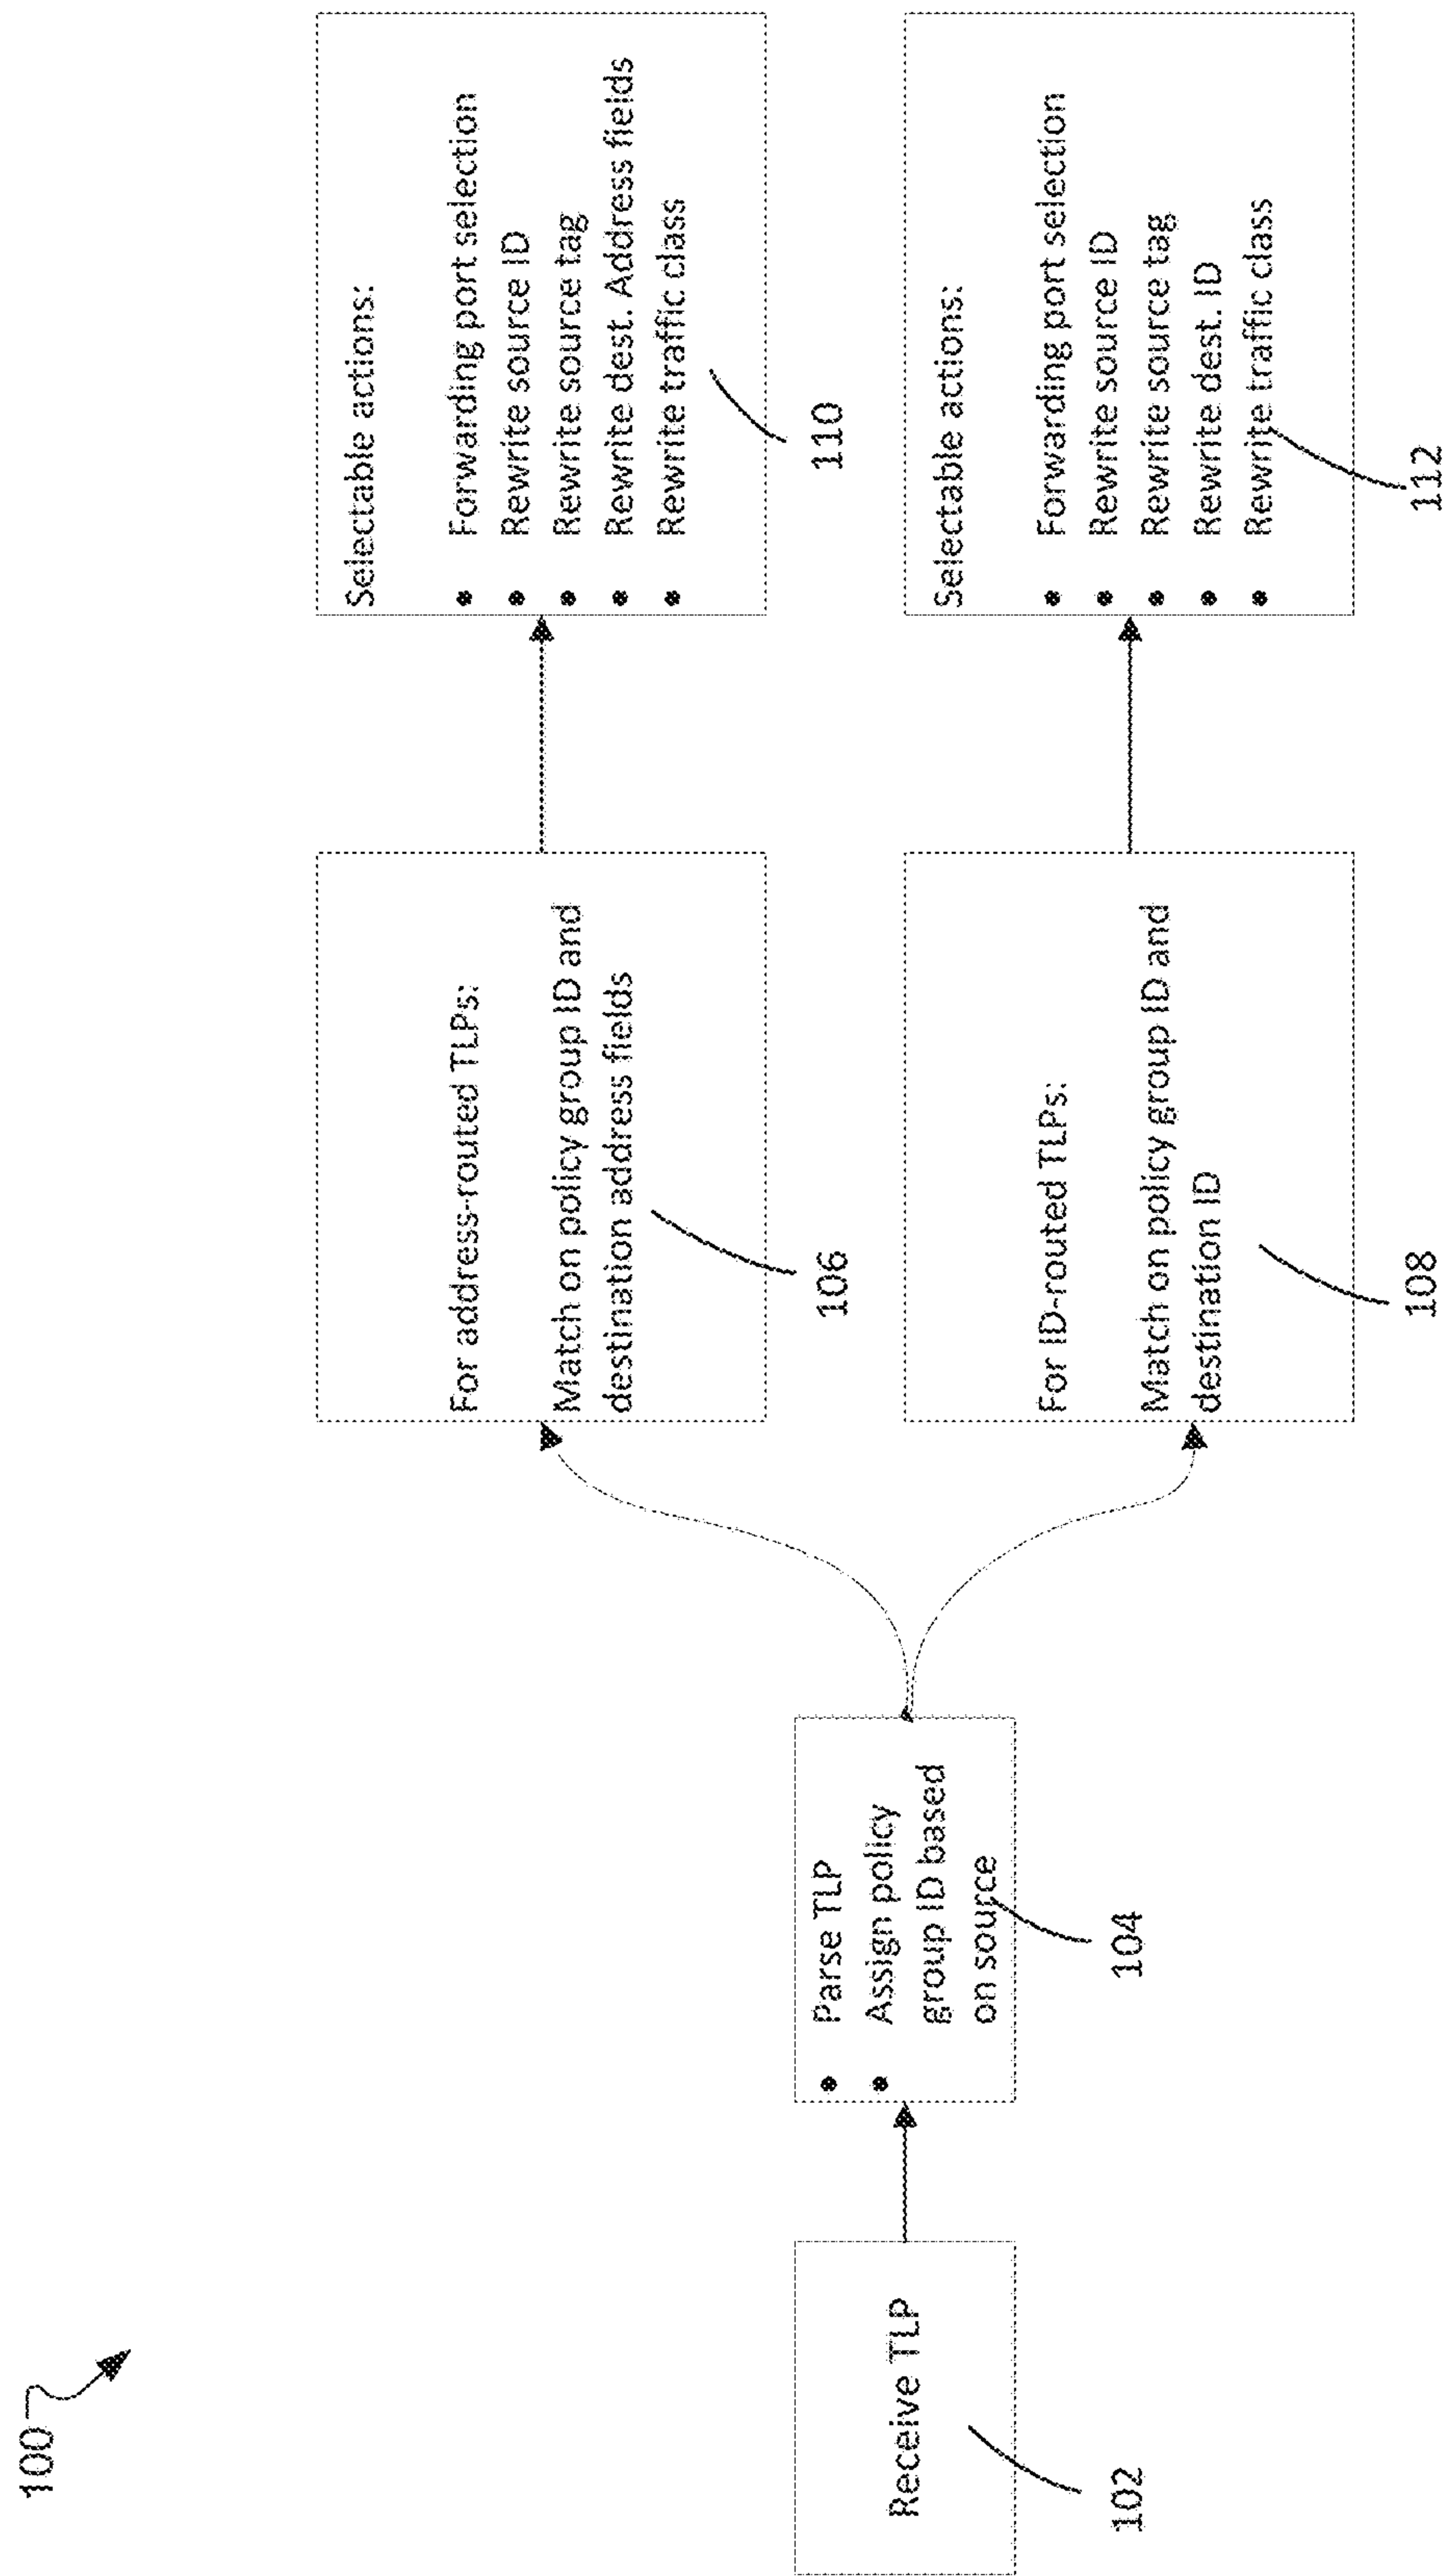 100
Receive TLP
102
• Parse TLP
• Assign policy
group ID based
on source
104
For address-routed TLPs:
Match on policy group ID and
destination address fields
106
Selectable actions:
• Forwarding port selection
• Rewrite source ID
• Rewrite source tag
• Rewrite dest. Address fields
• Rewrite traffic class
110
For ID-routed TLPs:
Match on policy group ID and
destination ID
108
Selectable actions:
• Forwarding port selection
• Rewrite source ID
• Rewrite source tag
• Rewrite dest. ID
• Rewrite traffic class
112